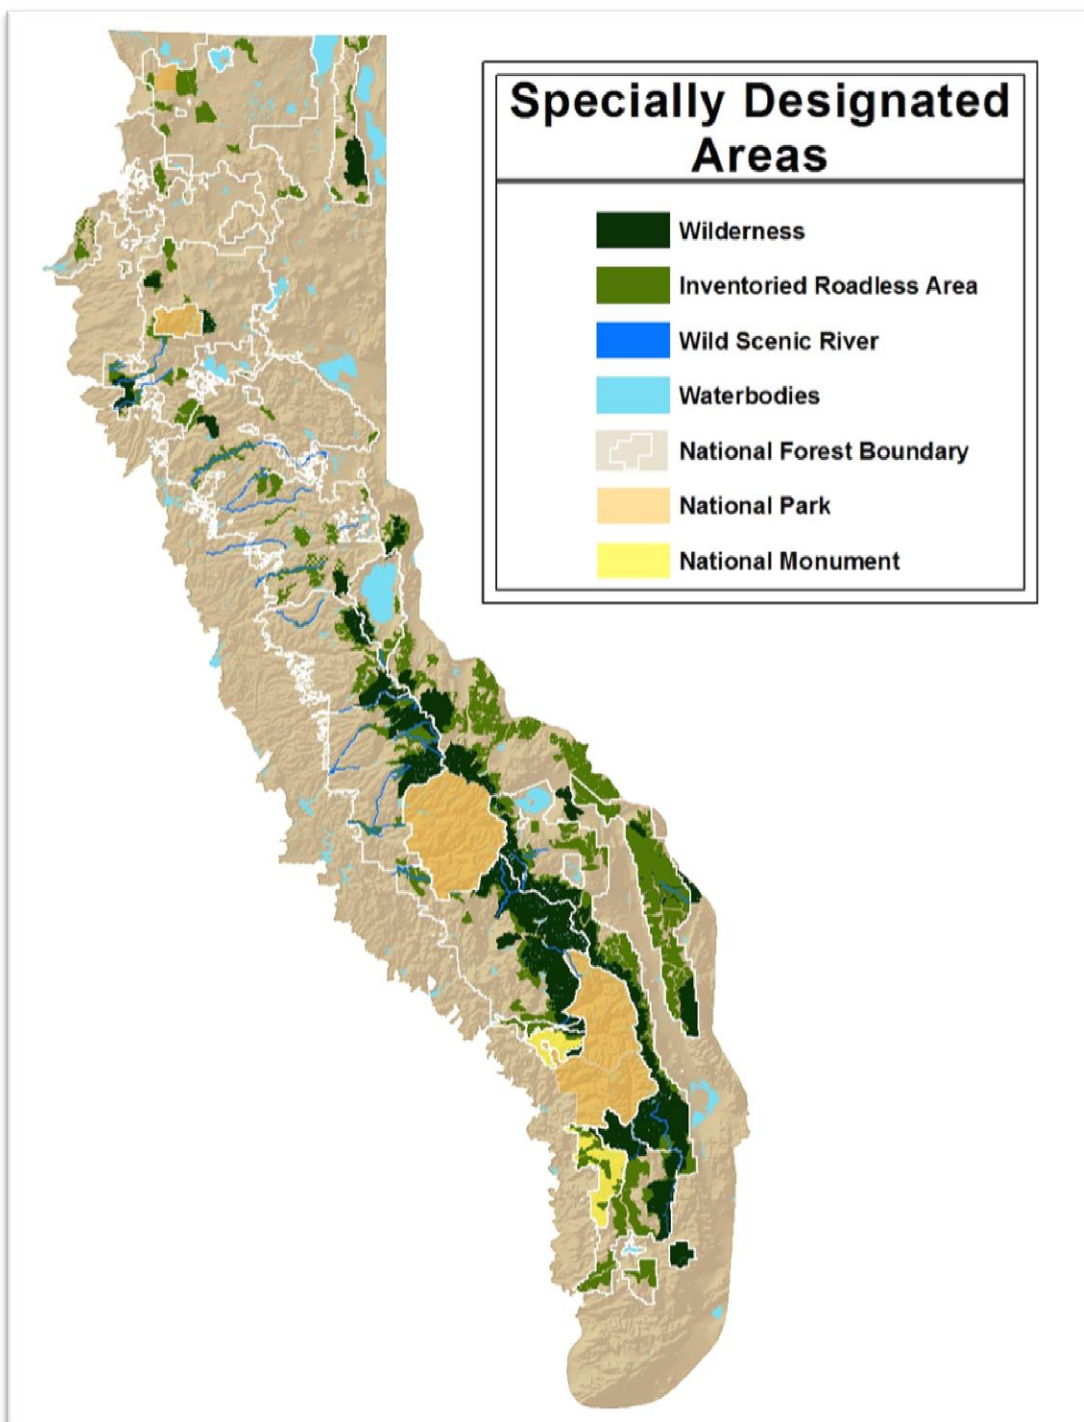 Specially Designated
Areas
Wilderness
Inventoried Roadless Area
Wild Scenic River
Waterbodies
National Forest Boundary
National Park
National Monument